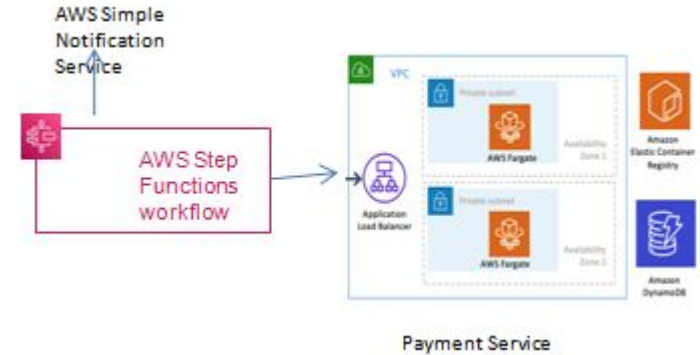 AWS Simple
Notification
Service
AWS Step
Functions
workflow
VPC
Private subnet
AWS Fargate
Availability
Zone 1
Application
Load Balancer
Private subnet
AWS Fargate
Availability
Zone 2
Amazon
Elastic Container
Registry
Amazon
DynamoDB
Payment Service